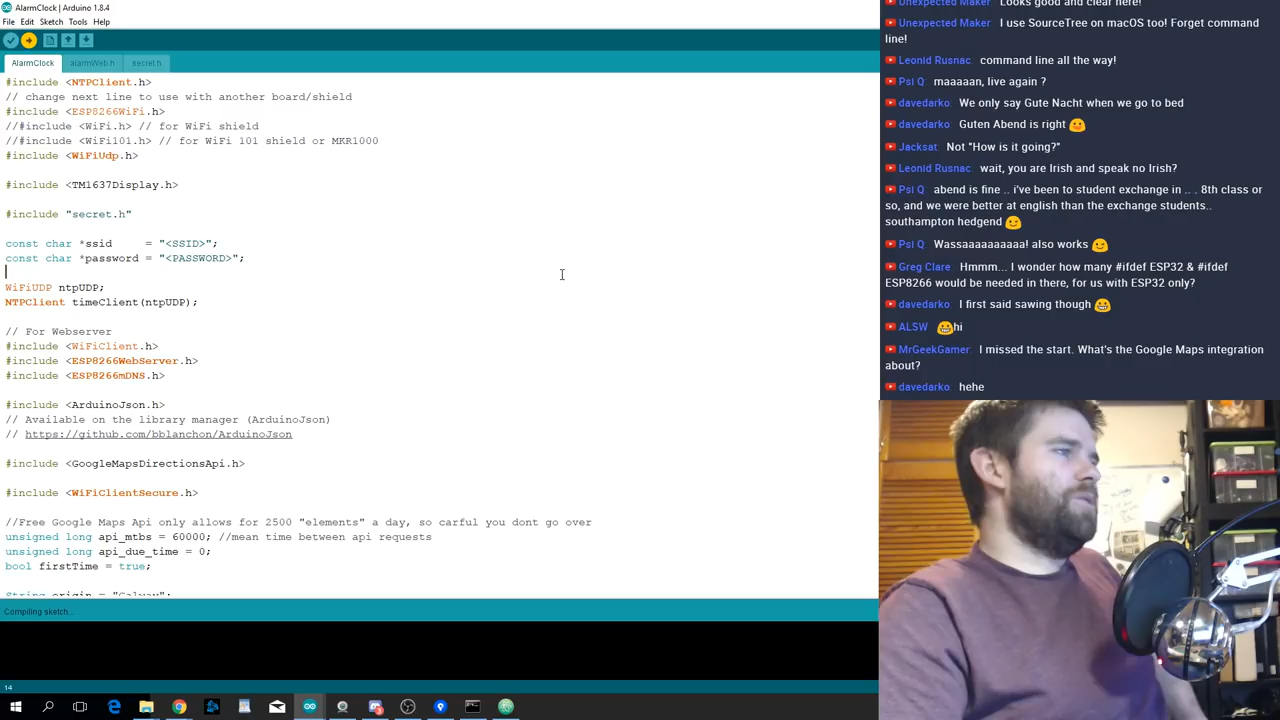 AlarmClock | Arduino 1.8.4
File Edit Sketch Tools Help
AlarmClock alarmWeb.h secret.h
#include <NTPClient.h>
// change next line to use with another board/shield
#include <ESP8266WiFi.h>
//#include <WiFi.h> // for WiFi shield
//#include <WiFi101.h> // for WiFi 101 shield or MKR1000
#include <WiFiUdp.h>
#include <TM1637Display.h>
#include "secret.h"
const char *ssid     = "<SSID>";
const char *password = "<PASSWORD>";
WiFiUDP ntpUDP;
NTPClient timeClient(ntpUDP);
// For Webserver
#include <WiFiClient.h>
#include <ESP8266WebServer.h>
#include <ESP8266mDNS.h>
#include <ArduinoJson.h>
// Available on the library manager (ArduinoJson)
// https://github.com/bblanchon/ArduinoJson
#include <GoogleMapsDirectionsApi.h>
#include <WiFiClientSecure.h>
//Free Google Maps Api only allows for 2500 "elements" a day, so carful you dont go over
unsigned long api_mtbs = 60000; //mean time between api requests
unsigned long api_due_time = 0;
bool firstTime = true;
String origin = "Galway";
Compiling sketch...
14
Unexpected Maker Looks good and clear here!
Unexpected Maker I use SourceTree on macOS too! Forget command
line!
Leonid Rusnac command line all the way!
Psi Q maaaaan, live again ?
davedarko We only say Gute Nacht when we go to bed
davedarko Guten Abend is right
Jacksat Not "How is it going?"
Leonid Rusnac wait, you are Irish and speak no Irish?
Psi Q abend is fine .. i've been to student exchange in .. . 8th class or
so, and we were better at english than the exchange students..
southampton hedgend
Psi Q Wassaaaaaaaaa! also works
Greg Clare Hmmm... I wonder how many #ifdef ESP32 & #ifdef
ESP8266 would be needed in there, for us with ESP32 only?
davedarko I first said sawing though
ALSW hi
MrGeekGamer I missed the start. What's the Google Maps integration
about?
davedarko hehe